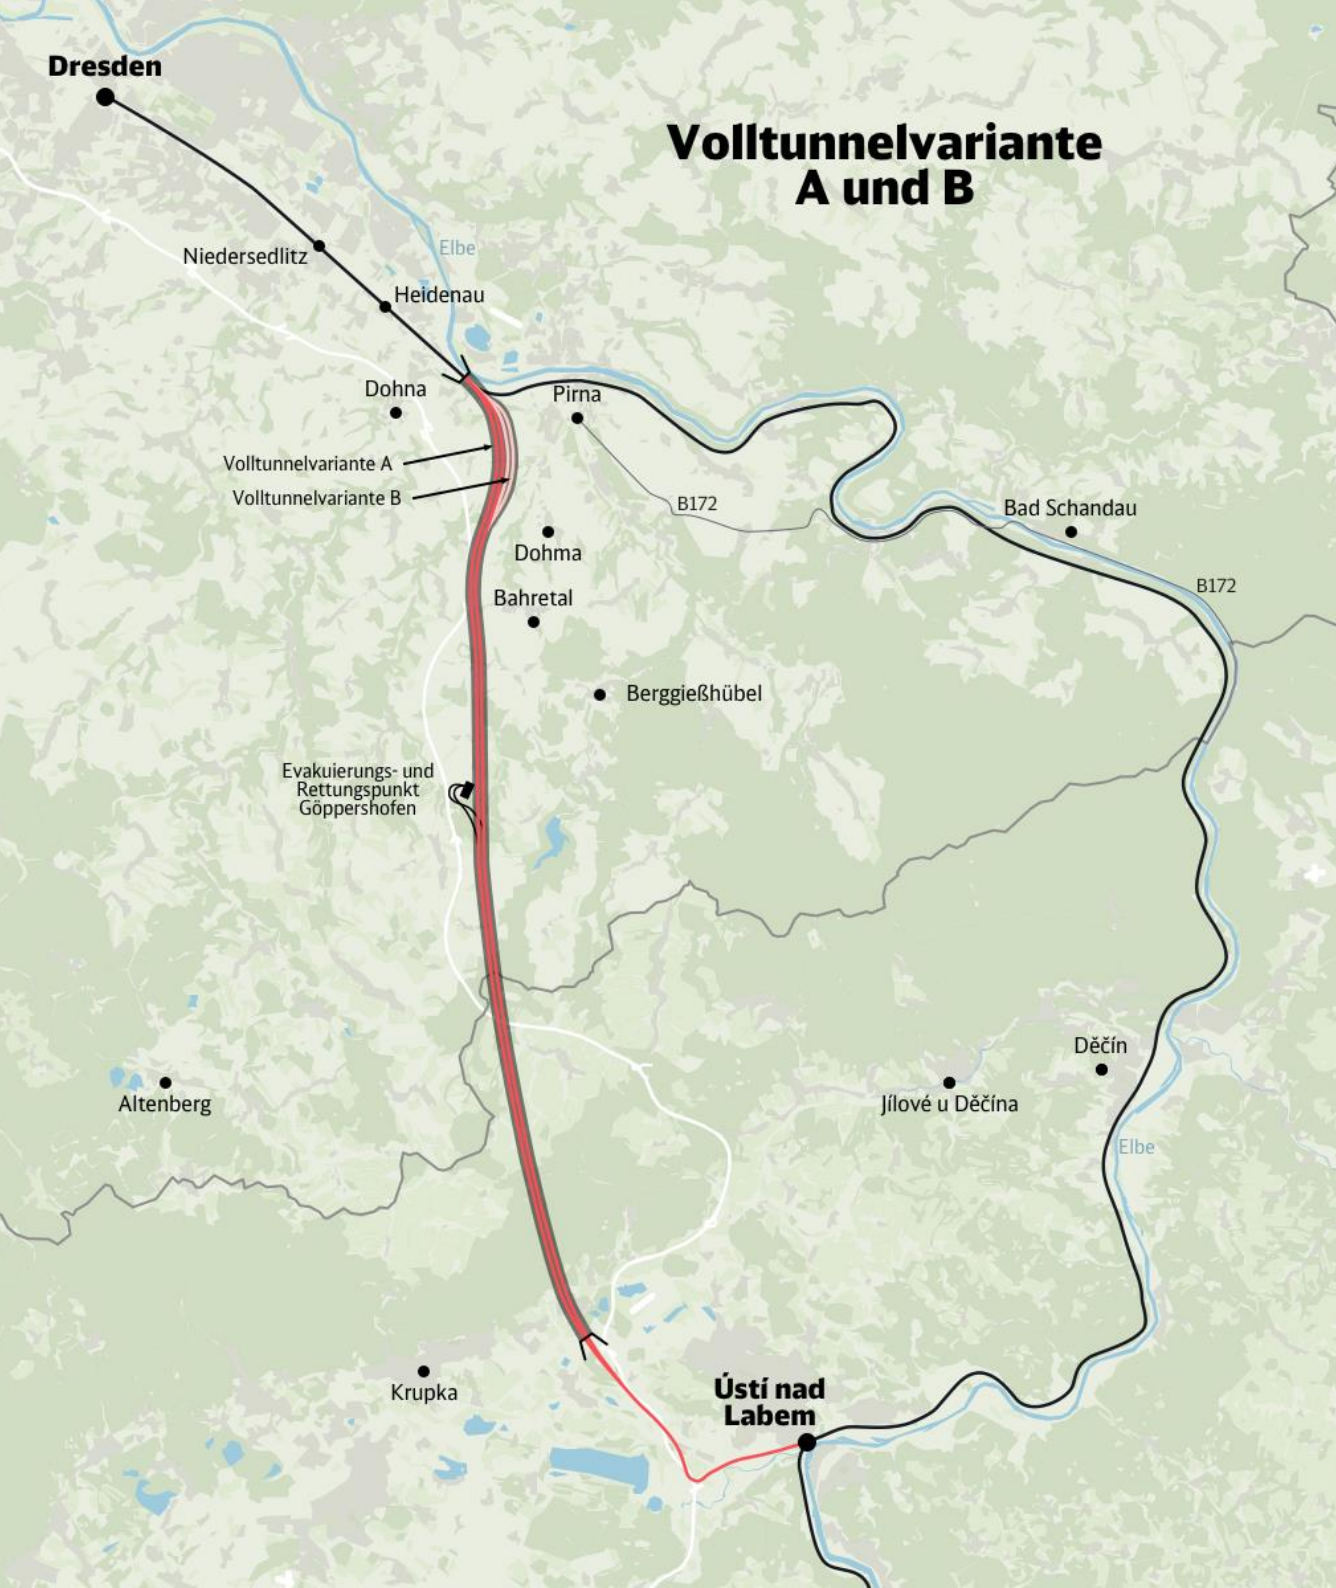 Dresden
Volltunnelvariante
A und B
Elbe
Niedersedlitz
Heidenau
Dohna
Pirna
Volltunnelvariante A
Volltunnelvariante B
B172
Bad Schandau
Dohma
B172
Bahretal
Berggießhübel
Evakuierungs- und
Rettungspunkt
Göppershofen
Děčín
Altenberg
Jílové u Děčína
Elbe
Krupka
Ústí nad
Labem